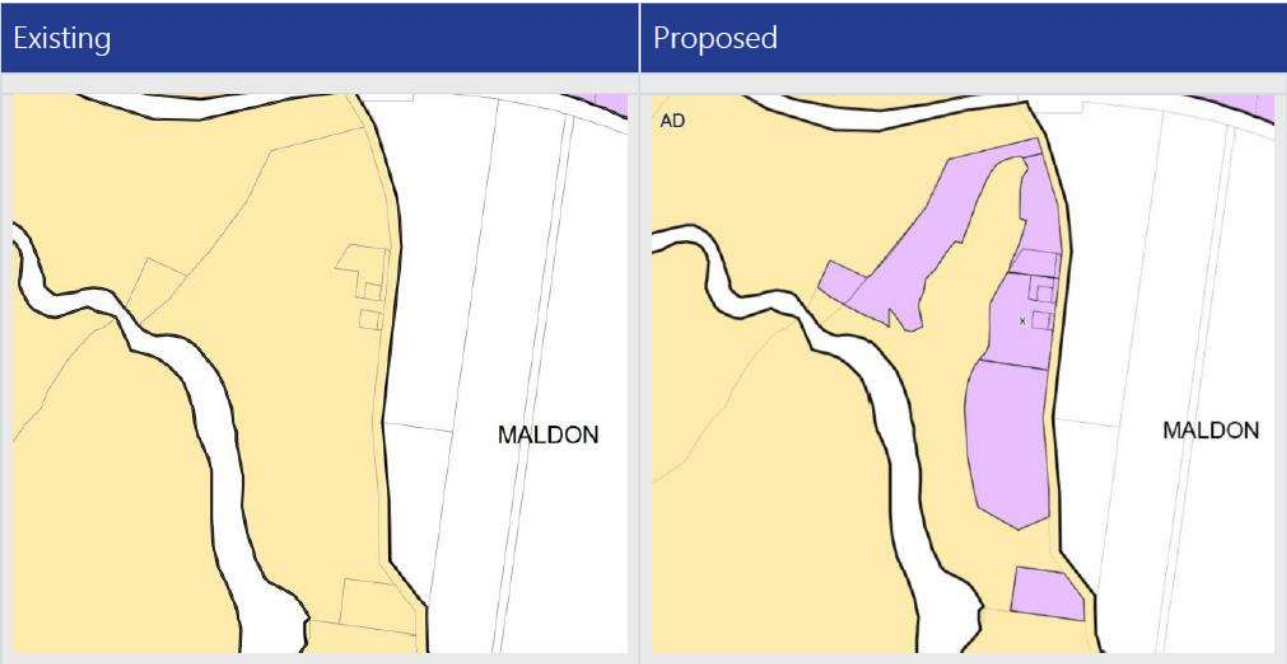 Existing
Proposed
AD
MALDON
x
MALDON